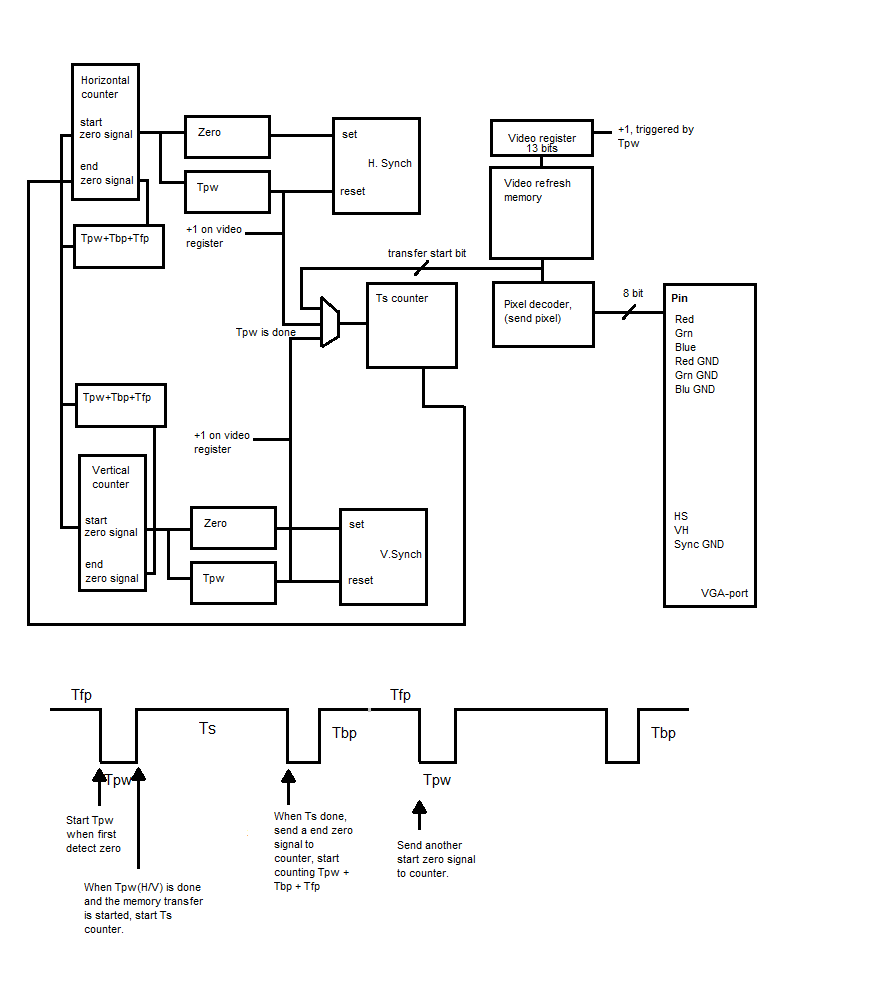 Horizontal
counter
start
zero signal
end
zero signal
Zero
Tpw
set
H. Synch
reset
Tpw+Tbp+Tfp
+1 on video
register
Video register
13 bits
+1, triggered by
Tpw
Video refresh
memory
transfer start bit
Ts counter
Tpw is done
Pixel decoder,
(send pixel)
8 bit
Pin
Red
Grn
Blue
Red GND
Grn GND
Blu GND
HS
VH
Sync GND
VGA-port
Tpw+Tbp+Tfp
+1 on video
register
Vertical
counter
start
zero signal
end
zero signal
Zero
Tpw
set
V.Synch
reset
Tfp
Ts
Tbp
Tfp
Tbp
Tpw
Tpw
Start Tpw
when first
detect zero
When Tpw(H/V) is done
and the memory transfer
is started, start Ts
counter.
When Ts done,
send a end zero
signal to
counter, start
counting Tpw +
Tbp + Tfp
Send another
start zero signal
to counter.